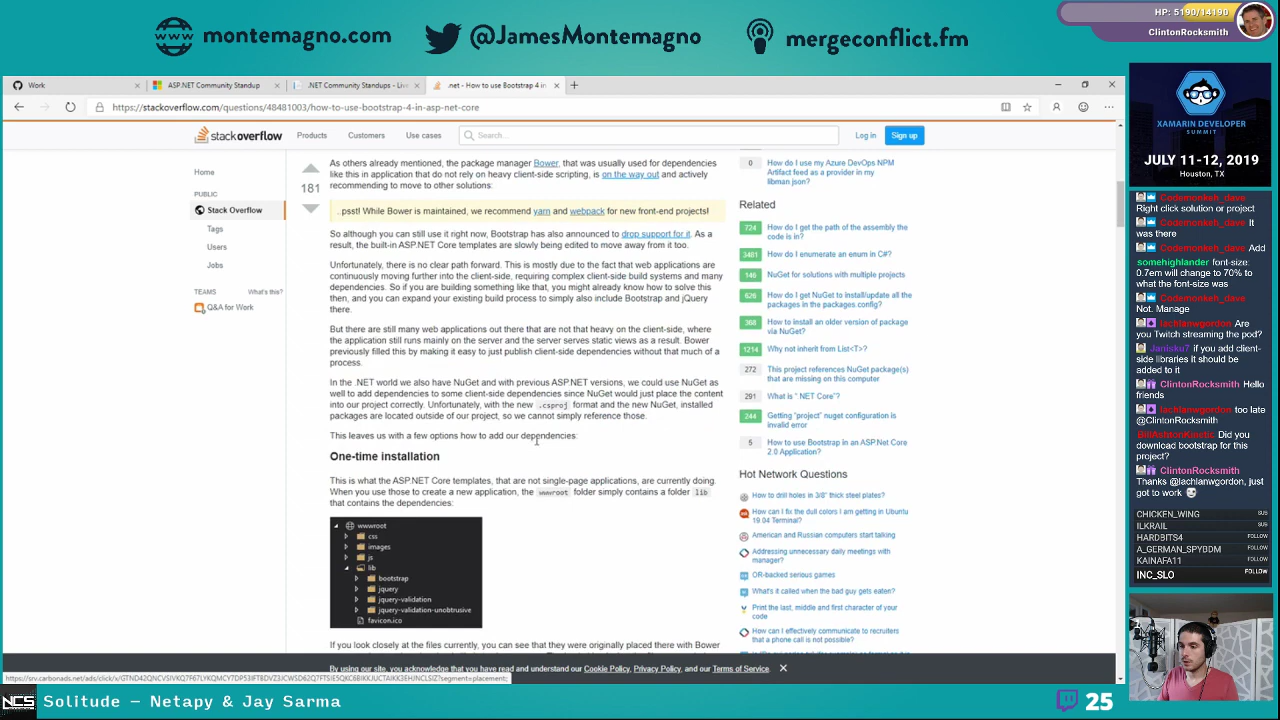 montemagno.com
@JamesMontemagno
mergeconflict.fm
HP: 5190/14190
ClintonRocksmith
Work
ASP.NET Community Standup
.NET Community Standups - Live
.net - How to use Bootstrap 4 in
https://stackoverflow.com/questions/48481003/how-to-use-bootstrap-4-in-asp-net-core
stackoverflow
Products
Customers
Use cases
Search...
Log in
Sign up
Home
PUBLIC
Stack Overflow
Tags
Users
Jobs
TEAMS
What's this?
Q&A for Work
181
As others already mentioned, the package manager Bower, that was usually used for dependencies
like this in application that do not rely on heavy client-side scripting, is on the way out and actively
recommending to move to other solutions:
..psst! While Bower is maintained, we recommend yarn and webpack for new front-end projects!
So although you can still use it right now, Bootstrap has also announced to drop support for it. As a
result, the built-in ASP.NET Core templates are slowly being edited to move away from it too.
Unfortunately, there is no clear path forward. This is mostly due to the fact that web applications are
continuously moving further into the client-side, requiring complex client-side build systems and many
dependencies. So if you are building something like that, you might already know how to solve this
then, and you can expand your existing build process to simply also include Bootstrap and jQuery
there.
But there are still many web applications out there that are not that heavy on the client-side, where
the application still runs mainly on the server and the server serves static views as a result. Bower
previously filled this by making it easy to just publish client-side dependencies without that much of a
process.
In the .NET world we also have NuGet and with previous ASP.NET versions, we could use NuGet as
well to add dependencies to some client-side dependencies since NuGet would just place the content
into our project correctly. Unfortunately, with the new .csproj format and the new NuGet, installed
packages are located outside of our project, so we cannot simply reference those.
This leaves us with a few options how to add our dependencies:
One-time installation
This is what the ASP.NET Core templates, that are not single-page applications, are currently doing.
When you use those to create a new application, the wwwroot folder simply contains a folder lib
that contains the dependencies:
wwwroot
css
images
js
lib
bootstrap
jquery
jquery-validation
jquery-validation-unobtrusive
favicon.ico
If you look closely at the files currently, you can see that they were originally placed there with Bower
0
How do I use my Azure DevOps NPM
Artifact feed as a provider in my
libman json?
Related
724
How do I get the path of the assembly the
code is in?
3481
How do I enumerate an enum in C#?
146
NuGet for solutions with multiple projects
626
How do I get NuGet to install/update all the
packages in the packages.config?
368
How to install an older version of package
via NuGet?
1214
Why not inherit from List<T>?
272
This project references NuGet package(s)
that are missing on this computer
291
What is " NET Core"?
244
Getting "project" nuget configuration is
invalid error
5
How to use Bootstrap in an ASP.Net Core
2.0 Application?
Hot Network Questions
How to drill holes in 3/8" thick steel plates?
How can I fix the dull colors I am getting in Ubuntu
19.04 Terminal?
American and Russian computers start talking
Addressing unnecessary daily meetings with
manager?
OR-backed serious games
What's it called when the bad guy gets eaten?
Print the last, middle and first character of your
code
How can I effectively communicate to recruiters
that a phone call is not possible?
By using our site, you acknowledge that you have read and understand our Cookie Policy, Privacy Policy, and our Terms of Service.
XAMARIN DEVELOPER
SUMMIT
JULY 11-12, 2019
Houston, TX
Codemonkeh_dave
Right click solution or project
Codemonkeh_dave It
was there
Codemonkeh_dave Add
somehighlander font-size:
0.7em will change to 70% to
what the font-size was
Codemonkeh_dave
Not. Manage
lachlanwgordon Are
you Twitch streaming the pod?
Janisku7 if you add client-
side libraries it should be
added to it
ClintonRocksmith Hello
friends
lachlanwgordon too late
@ClintonRocksmith
BillAshtonKinetic Did you
download bootstrap for this
project?
ClintonRocksmith
Thanks @lachlanwgordon, just
got to work
CHICKEN_WING SUB
ILKRAIL SUB
HARDBITS4 FOLLOW
A_GERMAN_SPYBDM FOLLOW
KAINAFA11 FOLLOW
INC_SLO FOLLOW
NCS
Solitude – Netapy & Jay Sarma
25